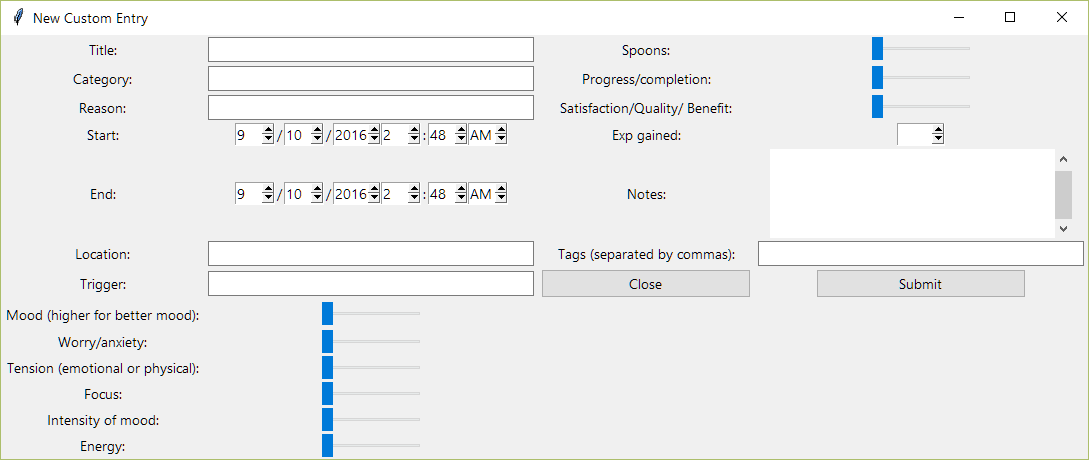 New Custom Entry
Title:
Spoons:
Category:
Progress/completion:
Reason:
Satisfaction/Quality/ Benefit:
Start:
9 / 10 / 2016 2 : 48 AM
Exp gained:
End:
9 / 10 / 2016 2 : 48 AM
Notes:
Location:
Tags (separated by commas):
Trigger:
Close
Submit
Mood (higher for better mood):
Worry/anxiety:
Tension (emotional or physical):
Focus:
Intensity of mood:
Energy: